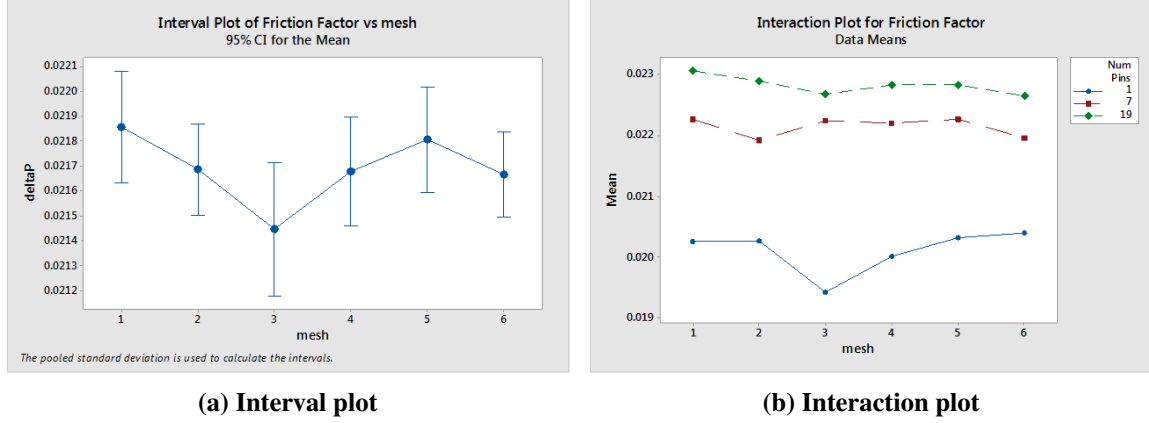 Interval Plot of Friction Factor vs mesh
95% CI for the Mean
0.0221
0.0220
0.0219
0.0218
0.0217
0.0216
0.0215
0.0214
0.0213
0.0212
deltaP
1 2 3 4 5 6
mesh
The pooled standard deviation is used to calculate the intervals.
(a) Interval plot
Interaction Plot for Friction Factor
Data Means
0.023
0.022
0.021
0.020
0.019
Mean
1 2 3 4 5 6
mesh
Num
Pins
1
7
19
(b) Interaction plot